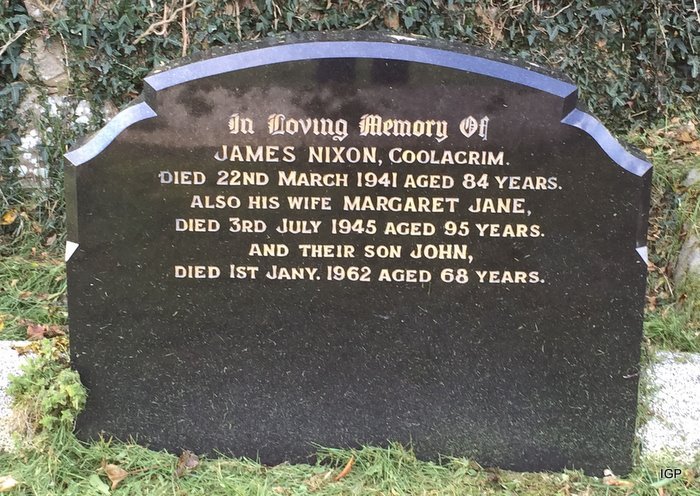 In Loving Memory Of
JAMES NIXON, COOLACRIM.
DIED 22ND MARCH 1941 AGED 84 YEARS.
ALSO HIS WIFE MARGARET JANE,
DIED 3RD JULY 1945 AGED 95 YEARS.
AND THEIR SON JOHN,
DIED 1ST JANY. 1962 AGED 68 YEARS.
IGP